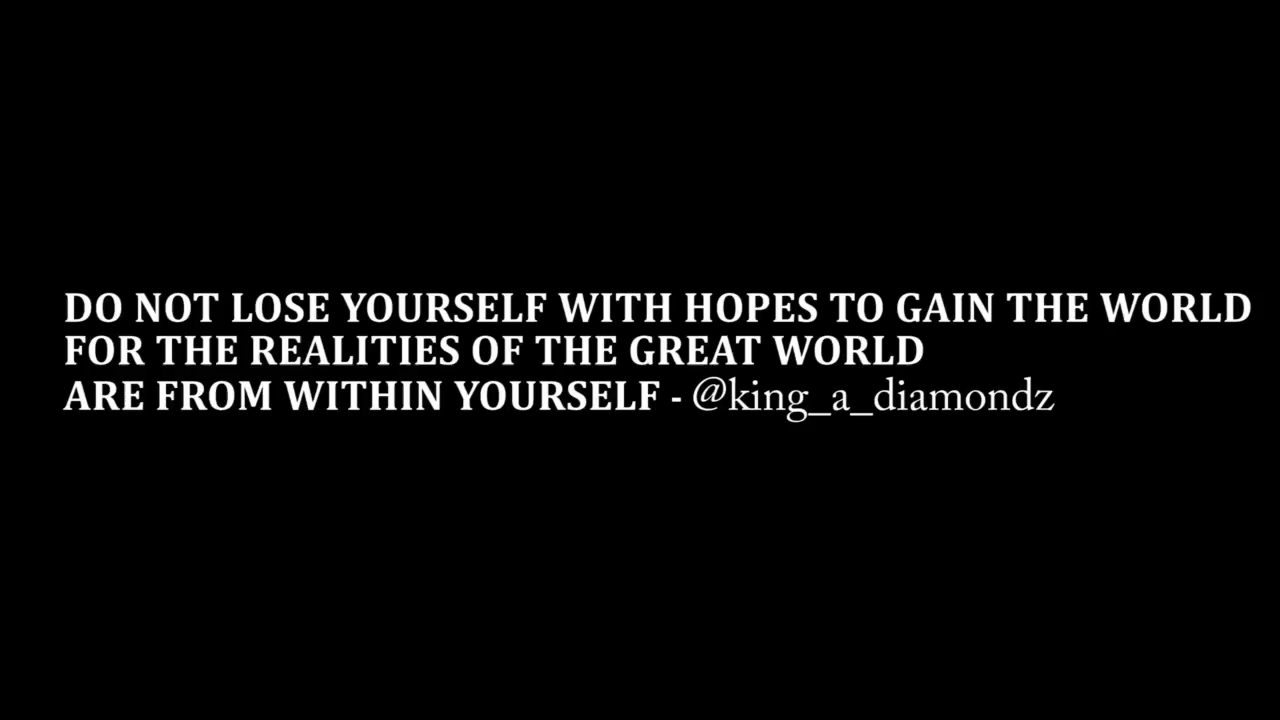 DO NOT LOSE YOURSELF WITH HOPES TO GAIN THE WORLD
FOR THE REALITIES OF THE GREAT WORLD
ARE FROM WITHIN YOURSELF - @king_a_diamondz